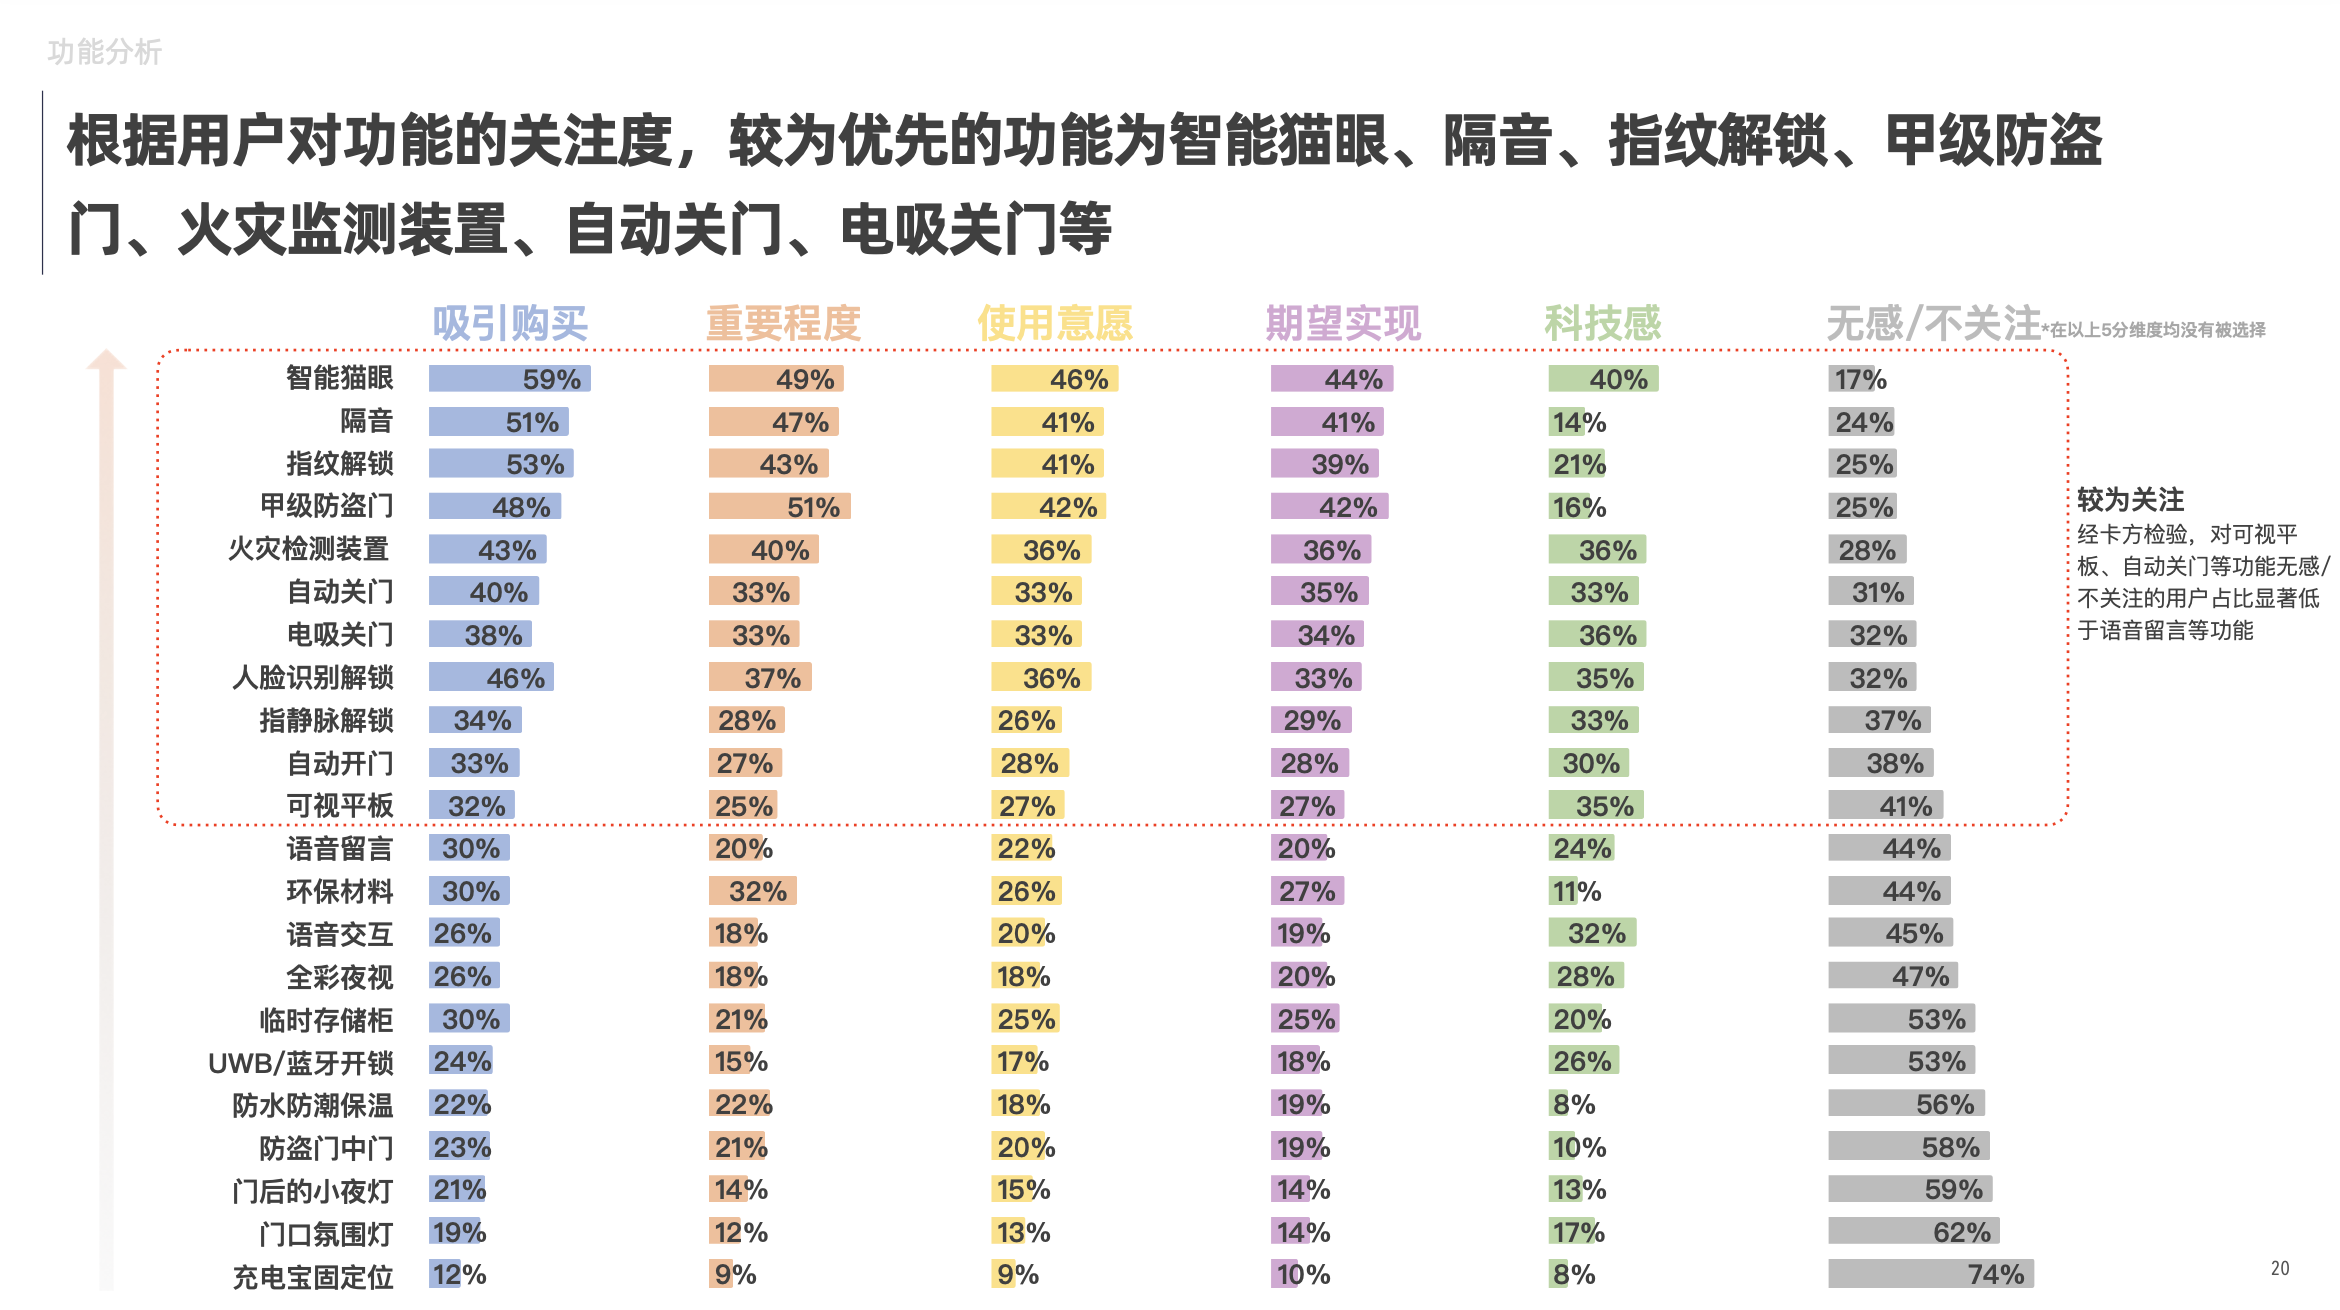 功能分析
根据用户对功能的关注度，较为优先的功能为智能猫眼、隔音、指纹解锁、甲级防盗
门、火灾监测装置、自动关门、电吸关门等
吸引购买 重要程度 使用意愿 期望实现 科技感 无感/不关注*在以上5分维度均没有被选择
智能猫眼 59% 49% 46% 44% 40% 17%
隔音 51% 47% 41% 41% 14% 24%
指纹解锁 53% 43% 41% 39% 21% 25%
甲级防盗门 48% 51% 42% 42% 16% 25%
火灾检测装置 43% 40% 36% 36% 36% 28%
自动关门 40% 33% 33% 35% 33% 31%
电吸关门 38% 33% 33% 34% 36% 32%
人脸识别解锁 46% 37% 36% 33% 35% 32%
指静脉解锁 34% 28% 26% 29% 33% 37%
自动开门 33% 27% 28% 28% 30% 38%
可视平板 32% 25% 27% 27% 35% 41%
语音留言 30% 20% 22% 20% 24% 44%
环保材料 30% 32% 26% 27% 11% 44%
语音交互 26% 18% 20% 19% 32% 45%
全彩夜视 26% 18% 18% 20% 28% 47%
临时存储柜 30% 21% 25% 25% 20% 53%
UWB/蓝牙开锁 24% 15% 17% 18% 26% 53%
防水防潮保温 22% 22% 18% 19% 8% 56%
防盗门中门 23% 21% 20% 19% 10% 58%
门后的小夜灯 21% 14% 15% 14% 13% 59%
门口氛围灯 19% 12% 13% 14% 17% 62%
充电宝固定位 12% 9% 9% 10% 8% 74%
较为关注
经卡方检验，对可视平
板、自动关门等功能无感/
不关注的用户占比显著低
于语音留言等功能
20